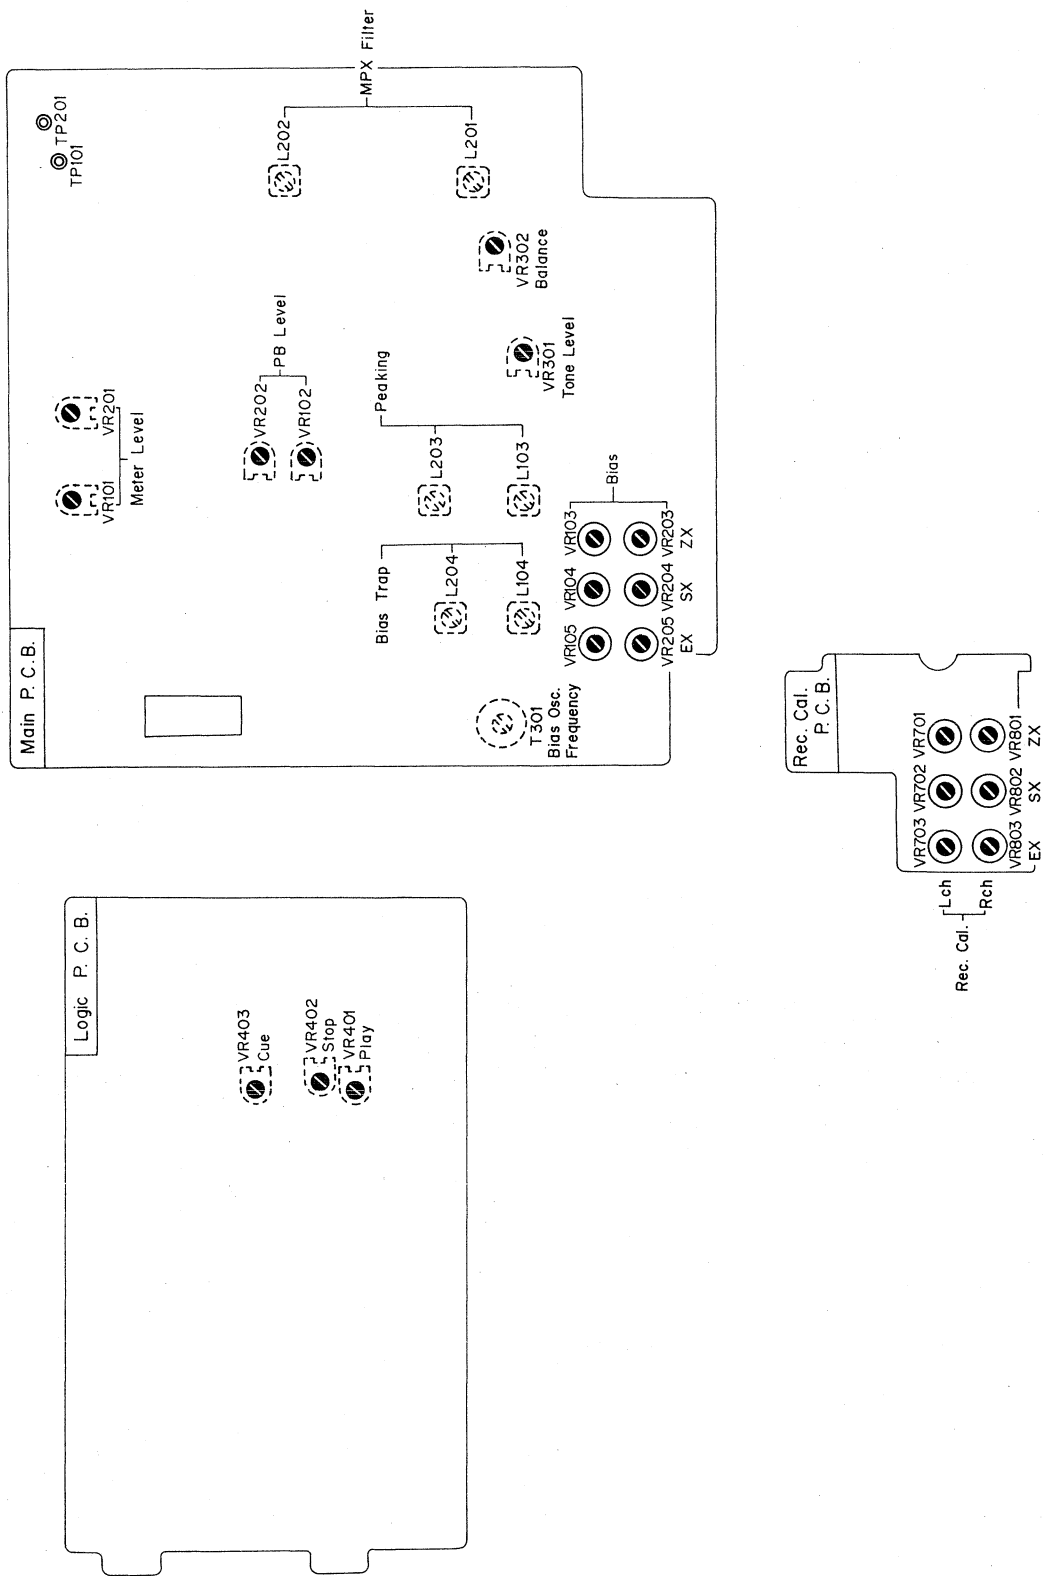 Main P. C. B.
TP101
TP201
VR101
VR201
Meter Level
VR202
VR102
PB Level
L202
L201
MPX Filter
Bias Trap
L204
L104
L203
L103
Peaking
VR302
Balance
VR301
Tone Level
T301
Bias Osc.
Frequency
VR105
VR104
VR103
VR205
VR204
VR203
EX
SX
ZX
Bias
Logic P. C. B.
VR403
Cue
VR402
Stop
VR401
Play
Rec. Cal.
P. C. B.
VR703
VR702
VR701
VR803
VR802
VR801
EX
SX
ZX
Rec. Cal.
Lch
Rch